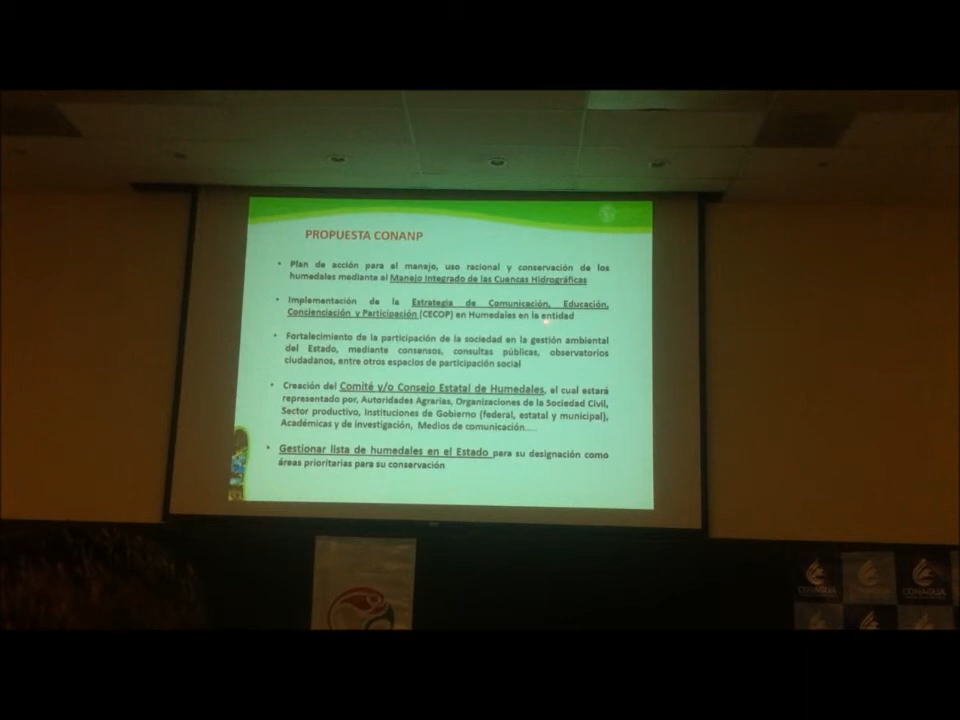 PROPUESTA CONANP
• Plan de acción para el manejo, uso racional y conservación de los
humedales mediante el Manejo Integrado de las Cuencas Hidrográficas
• Implementación de la Estrategia de Comunicación, Educación,
Concienciación y Participación (CECOP) en Humedales en la entidad
• Fortalecimiento de la participación de la sociedad en la gestión ambiental
del Estado, mediante consensos, consultas públicas, observatorios
ciudadanos, entre otros espacios de participación social
• Creación del Comité y/o Consejo Estatal de Humedales, el cual estará
representado por, Autoridades Agrarias, Organizaciones de la Sociedad Civil,
Sector productivo, Instituciones de Gobierno (federal, estatal y municipal),
Académicas y de investigación, Medios de comunicación.....
• Gestionar lista de humedales en el Estado para su designación como
áreas prioritarias para su conservación
CONAGUA
CONAGUA